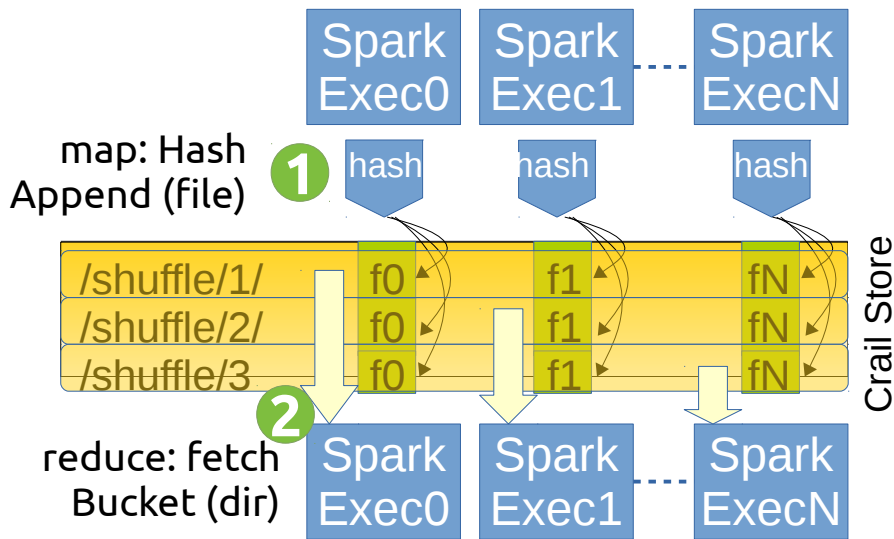 Spark Exec0
Spark Exec1
Spark ExecN
map: Hash
Append (file)
1
hash
hash
hash
/shuffle/1/ f0 f1 fN
/shuffle/2/ f0 f1 fN
/shuffle/3 f0 f1 fN
Crail Store
2
reduce: fetch
Bucket (dir)
Spark Exec0
Spark Exec1
Spark ExecN